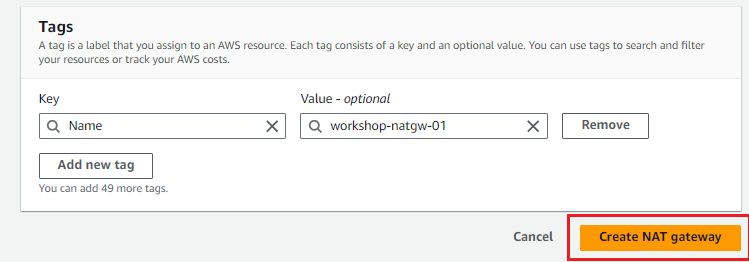 Tags
A tag is a label that you assign to an AWS resource. Each tag consists of a key and an optional value. You can use tags to search and filter
your resources or track your AWS costs.
Key
Value - optional
Name
workshop-natgw-01
Remove
Add new tag
You can add 49 more tags.
Cancel
Create NAT gateway